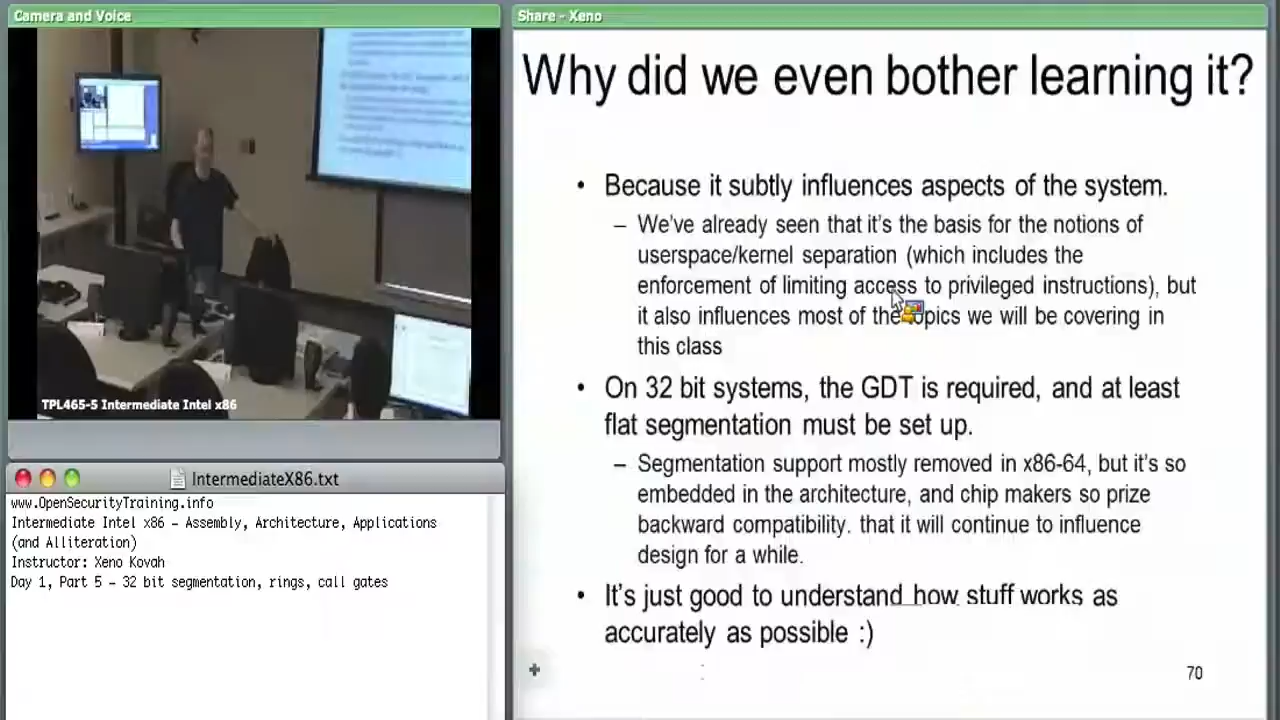 Camera and Voice
TPL465-5 Intermediate Intel x86
IntermediateX86.txt
www.OpenSecurityTraining.info
Intermediate Intel x86 – Assembly, Architecture, Applications
(and Alliteration)
Instructor: Xeno Kovah
Day 1, Part 5 – 32 bit segmentation, rings, call gates
Share - Xeno
Why did we even bother learning it?
• Because it subtly influences aspects of the system.
– We've already seen that it's the basis for the notions of
userspace/kernel separation (which includes the
enforcement of limiting access to privileged instructions), but
it also influences most of the topics we will be covering in
this class
• On 32 bit systems, the GDT is required, and at least
flat segmentation must be set up.
– Segmentation support mostly removed in x86-64, but it's so
embedded in the architecture, and chip makers so prize
backward compatibility. that it will continue to influence
design for a while.
• It's just good to understand how stuff works as
accurately as possible :)
70